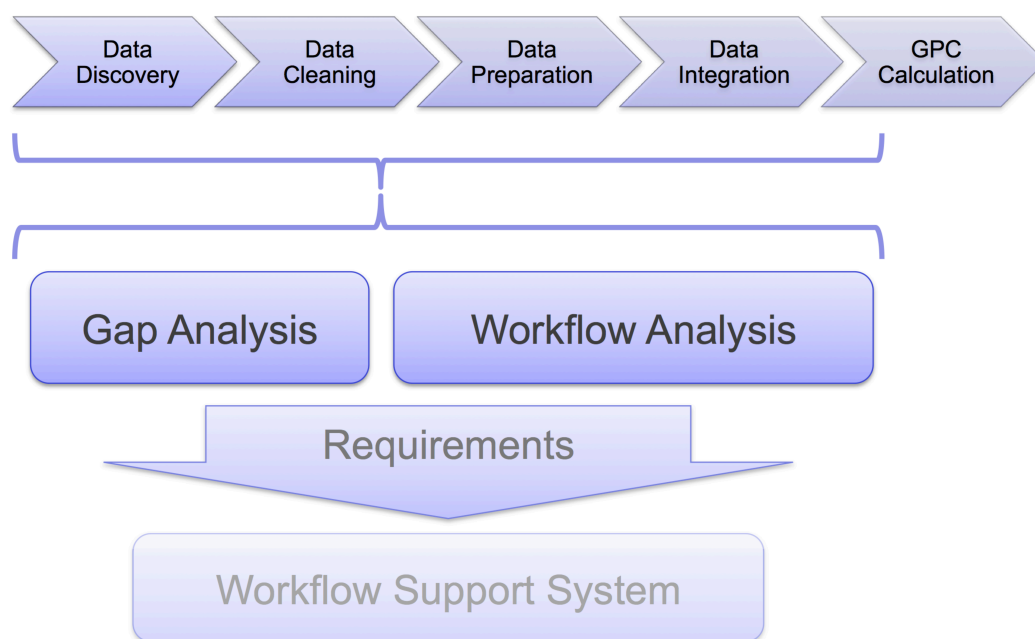 Data
Discovery
Data
Cleaning
Data
Preparation
Data
Integration
GPC
Calculation
Gap Analysis
Workflow Analysis
Requirements
Workflow Support System